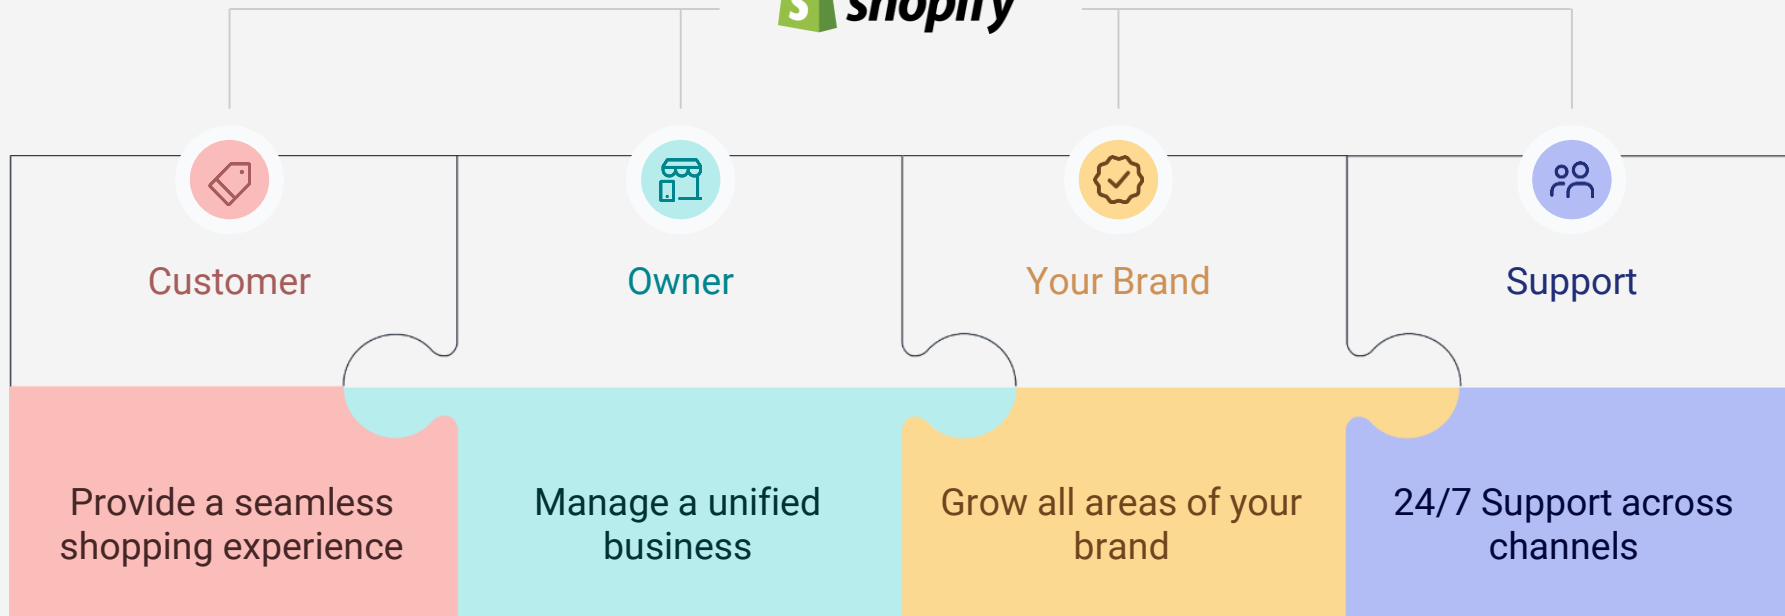 shopify
Customer
Owner
Your Brand
Support
Provide a seamless
shopping experience
Manage a unified
business
Grow all areas of your
brand
24/7 Support across
channels